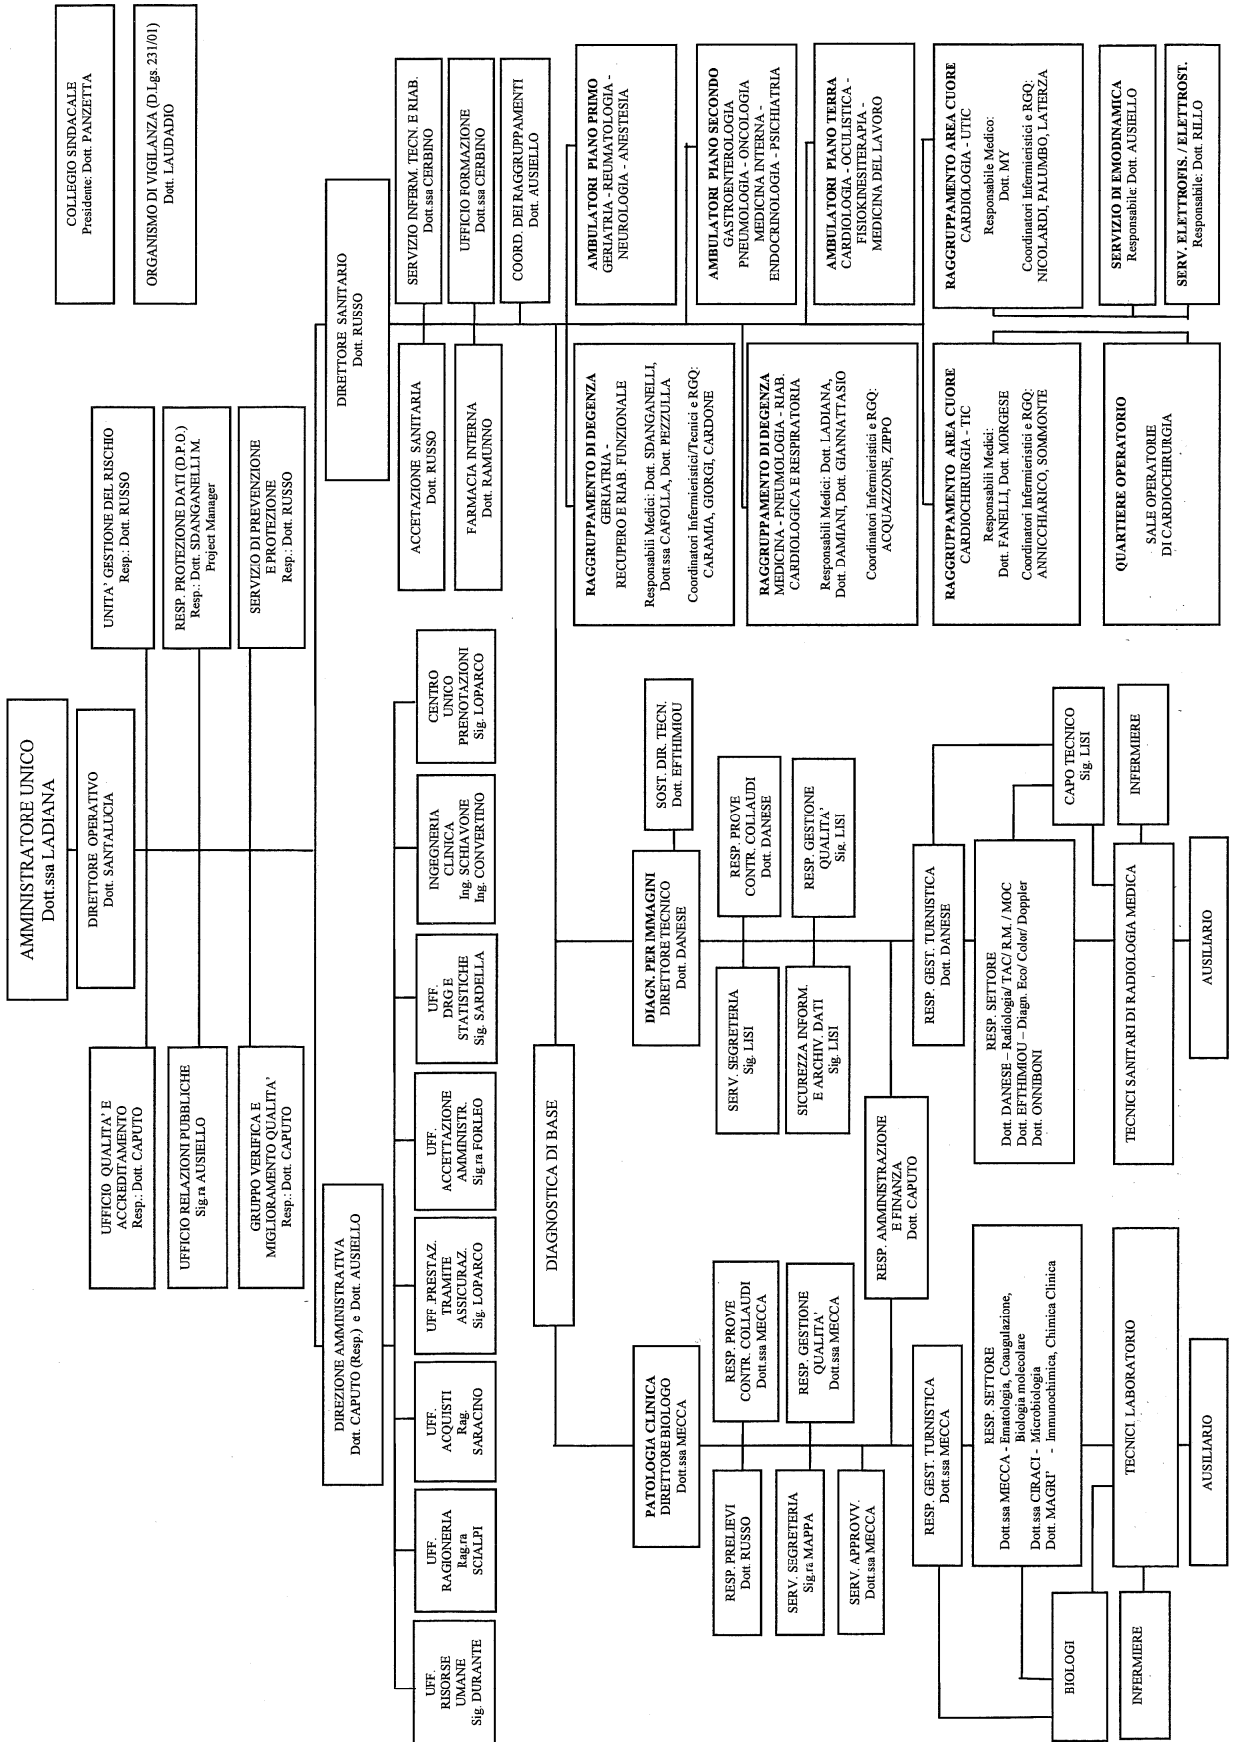 COLLEGIO SINDACALE
Presidente: Dott. PANZETTA
ORGANISMO DI VIGILANZA (D.Lgs. 231/01)
Dott. LAUDADIO
AMMINISTRATORE UNICO
Dott.ssa LADIANA
DIRETTORE OPERATIVO
Dott. SANTALUCIA
UFFICIO QUALITA' E
ACCREDITAMENTO
Resp.: Dott. CAPUTO
UNITA' GESTIONE DEL RISCHIO
Resp.: Dott. RUSSO
UFFICIO RELAZIONI PUBBLICHE
Sig.ra AUSIELLO
RESP. PROTEZIONE DATI (D.P.O.)
Resp.: Dott. SDANGANELLI M.
Project Manager
GRUPPO VERIFICA E
MIGLIORAMENTO QUALITA'
Resp.: Dott. CAPUTO
SERVIZIO DI PREVENZIONE
E PROTEZIONE
Resp.: Dott. RUSSO
DIREZIONE AMMINISTRATIVA
Dott. CAPUTO (Resp.) e Dott. AUSIELLO
DIRETTORE SANITARIO
Dott. RUSSO
UFF.
RISORSE
UMANE
Sig. DURANTE
UFF.
RAGIONERIA
Rag.ra
SCIALPI
UFF.
ACQUISTI
Rag.
SARACINO
UFF.PRESTAZ.
TRAMITE
ASSICURAZ.
Sig. LOPARCO
UFF.
ACCETTAZIONE
AMMINISTR.
Sig.ra FORLEO
UFF.
DRG E
STATISTICHE
Sig. SARDELLA
INGEGNERIA
CLINICA
Ing. SCHIAVONE
Ing. CONVERTINO
CENTRO
UNICO
PRENOTAZIONI
Sig. LOPARCO
ACCETAZIONE SANITARIA
Dott. RUSSO
SERVIZIO INFERM. TECN. E RIAB.
Dott.ssa CERBINO
FARMACIA INTERNA
Dott. RAMUNNO
UFFICIO FORMAZIONE
Dott.ssa CERBINO
COORD. DEI RAGGRUPPAMENTI
Dott. AUSIELLO
DIAGNOSTICA DI BASE
RAGGRUPPAMENTO DI DEGENZA
GERIATRIA -
RECUPERO E RIAB. FUNZIONALE
Responsabili Medici: Dott. SDANGANELLI,
Dott.ssa CAFOLLA, Dott. PEZZULLA
Coordinatori Infermieristici/Tecnici e RGQ:
CARAMIA, GIORGI, CARDONE
AMBULATORI PIANO PRIMO
GERIATRIA - REUMATOLOGIA -
NEUROLOGIA - ANESTESIA
AMBULATORI PIANO SECONDO
GASTROENTEROLOGIA
PNEUMOLOGIA - ONCOLOGIA
MEDICINA INTERNA -
ENDOCRINOLOGIA - PSICHIATRIA
RAGGRUPPAMENTO DI DEGENZA
MEDICINA - PNEUMOLOGIA - RIAB.
CARDIOLOGICA E RESPIRATORIA
Responsabili Medici: Dott. LADIANA,
Dott. DAMIANI, Dott. GIANNATTASIO
Coordinatori Infermieristici e RGQ:
ACQUAZZONE, ZIPPO
AMBULATORI PIANO TERRA
CARDIOLOGIA - OCULISTICA -
FISIOKINESITERAPIA -
MEDICINA DEL LAVORO
RAGGRUPPAMENTO AREA CUORE
CARDIOCHIRURGIA - TIC
Responsabili Medici:
Dott. FANELLI, Dott. MORGESE
Coordinatori Infermieristici e RGQ:
ANNICCHIARICO, SOMMONTE
RAGGRUPPAMENTO AREA CUORE
CARDIOLOGIA - UTIC
Responsabile Medico:
Dott. MY
Coordinatori Infermieristici e RGQ:
NICOLARDI, PALUMBO, LATERZA
QUARTIERE OPERATORIO
SALE OPERATORIE
DI CARDIOCHIRURGIA
SERVIZIO DI EMODINAMICA
Responsabile: Dott. AUSIELLO
SERV. ELETTROFIS. / ELETTROST.
Responsabile: Dott. RILLO
PATOLOGIA CLINICA
DIRETTORE BIOLOGO
Dott.ssa MECCA
RESP. PRELIEVI
Dott. RUSSO
RESP. PROVE
CONTR. COLLAUDI
Dott.ssa MECCA
SERV. SEGRETERIA
Sig.ra MAPPA
RESP. GESTIONE
QUALITA'
Dott.ssa MECCA
SERV. APPROVV.
Dott.ssa MECCA
DIAGN. PER IMMAGINI
DIRETTORE TECNICO
Dott. DANESE
SOST. DIR. TECN.
Dott. EFTHIMIOU
SERV. SEGRETERIA
Sig. LISI
RESP. PROVE
CONTR. COLLAUDI
Dott. DANESE
SICUREZZA INFORM.
E ARCHIV. DATI
Sig. LISI
RESP. GESTIONE
QUALITA'
Sig. LISI
RESP. AMMINISTRAZIONE
E FINANZA
Dott. CAPUTO
RESP. GEST. TURNISTICA
Dott.ssa MECCA
RESP. SETTORE
Dott.ssa MECCA - Ematologia, Coaugulazione,
Biologia molecolare
Dott.ssa CIRACI - Microbiologia
Dott. MAGRI' - Immunochimica, Chimica Clinica
BIOLOGI
TECNICI LABORATORIO
INFERMIERE
AUSILIARIO
RESP. GEST. TURNISTICA
Dott. DANESE
RESP. SETTORE
Dott. DANESE – Radiologia/ TAC/ R.M. / MOC
Dott. EFTHIMIOU – Diagn. Eco/ Color/ Doppler
Dott. ONNIBONI
CAPO TECNICO
Sig. LISI
TECNICI SANITARI DI RADIOLOGIA MEDICA
INFERMIERE
AUSILIARIO